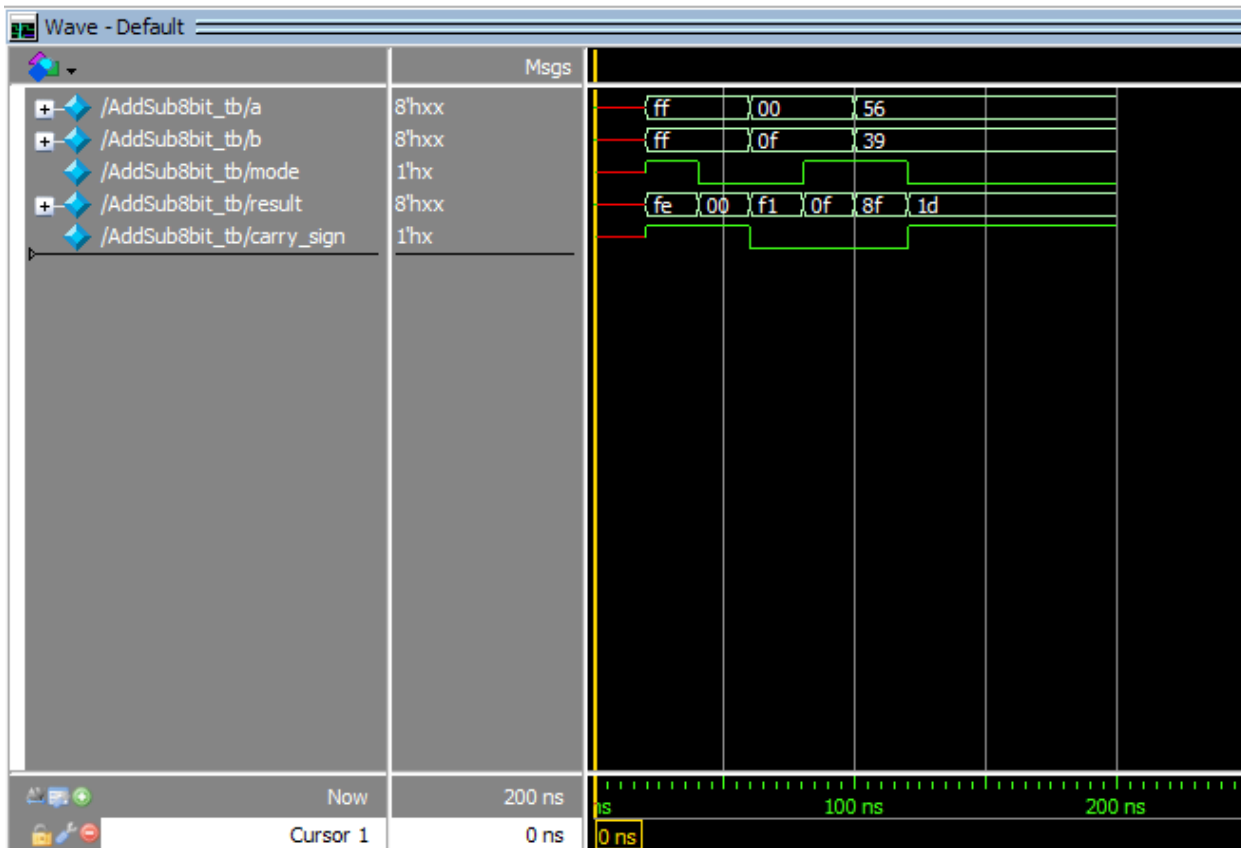 Wave - Default
Msgs
/AddSub8bit_tb/a 8'hxx ff 00 56
/AddSub8bit_tb/b 8'hxx ff 0f 39
/AddSub8bit_tb/mode 1'hx
/AddSub8bit_tb/result 8'hxx fe 00 f1 0f 8f 1d
/AddSub8bit_tb/carry_sign 1'hx
Now 200 ns ns 100 ns 200 ns
Cursor 1 0 ns 0 ns